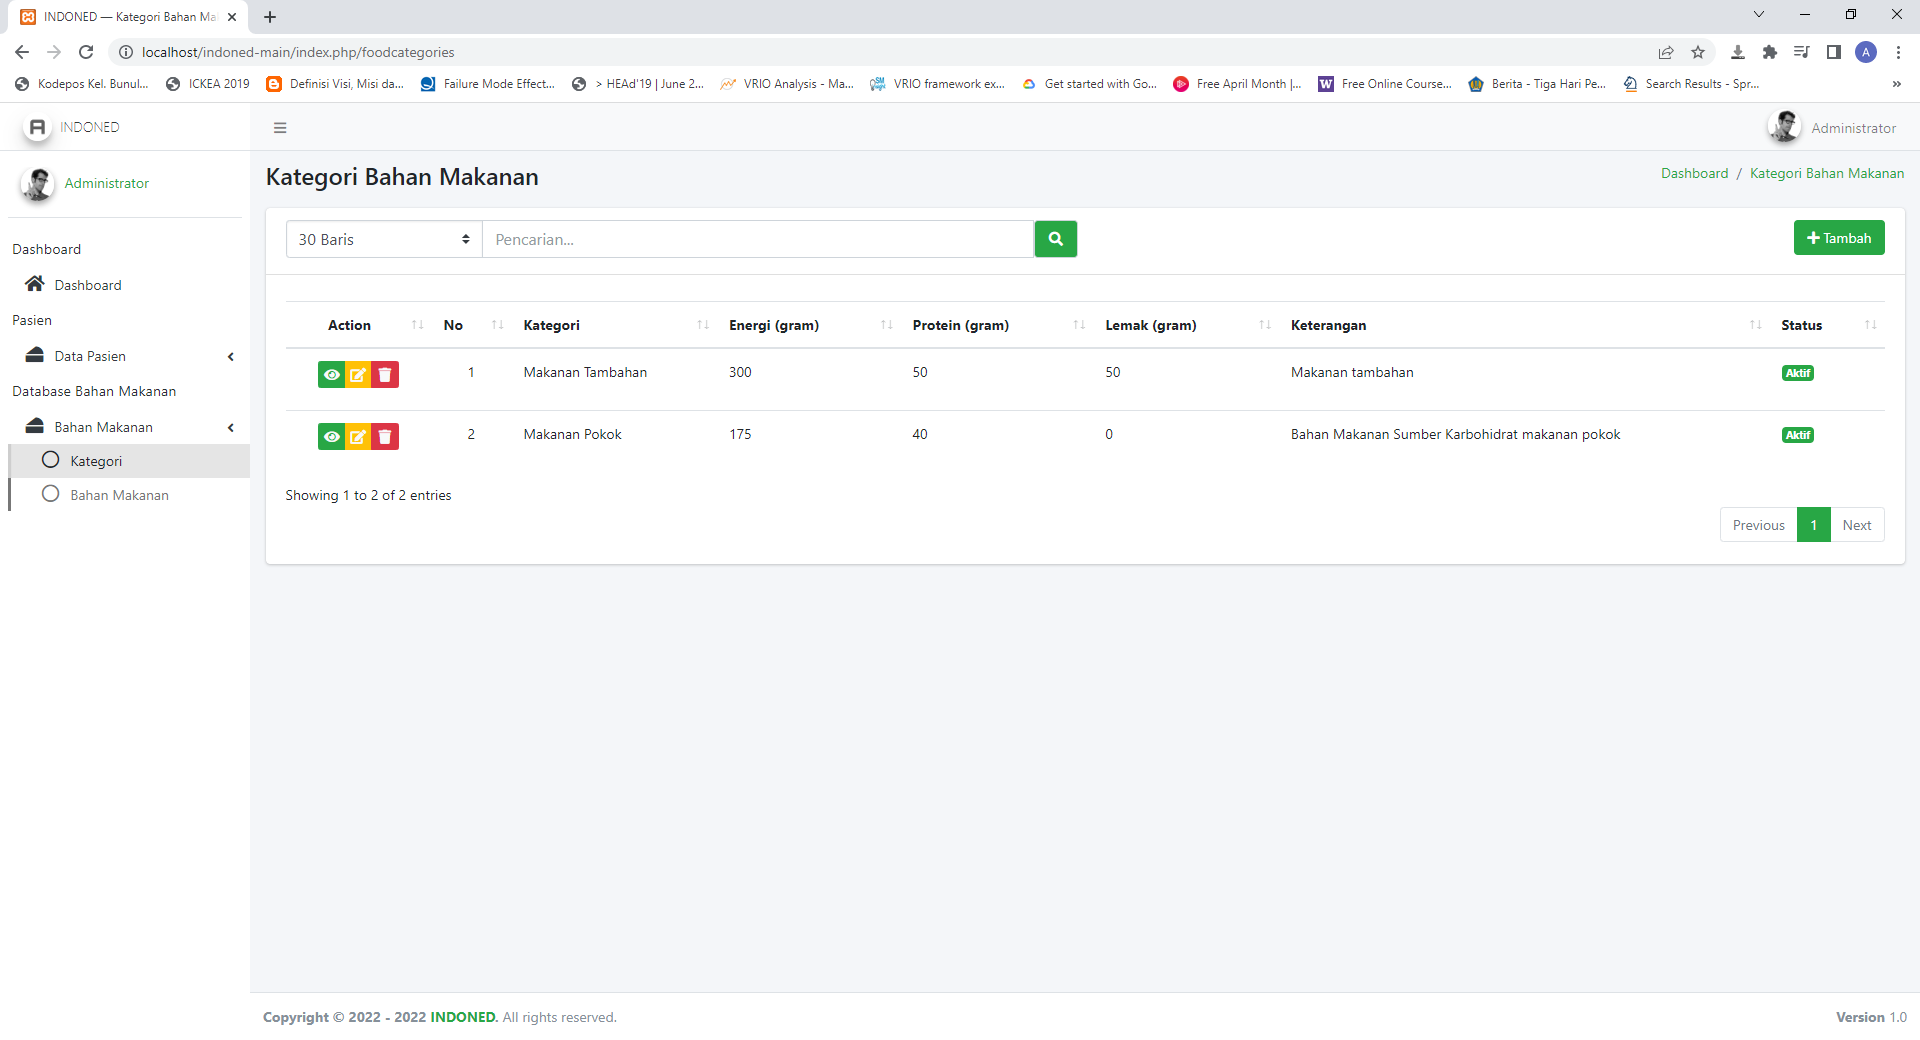 INDONED — Kategori Bahan Ma
localhost/indoned-main/index.php/foodcategories
A
Kodepos Kel. Bunul... ICKEA 2019 Definisi Visi, Misi da... Failure Mode Effect... > HEAd'19 | June 2... VRIO Analysis - Ma... VRIO framework ex... Get started with Go... Free April Month |... Free Online Course... Berita - Tiga Hari Pe... Search Results - Spr... »
INDONED
Administrator
Administrator
Kategori Bahan Makanan
Dashboard / Kategori Bahan Makanan
Dashboard
Dashboard
Pasien
Data Pasien
Database Bahan Makanan
Bahan Makanan
Kategori
Bahan Makanan
30 Baris Pencarian... Tambah
Action No Kategori Energi (gram) Protein (gram) Lemak (gram) Keterangan Status
1 Makanan Tambahan 300 50 50 Makanan tambahan Aktif
2 Makanan Pokok 175 40 0 Bahan Makanan Sumber Karbohidrat makanan pokok Aktif
Showing 1 to 2 of 2 entries
Previous 1 Next
Copyright © 2022 - 2022 INDONED. All rights reserved.
Version 1.0